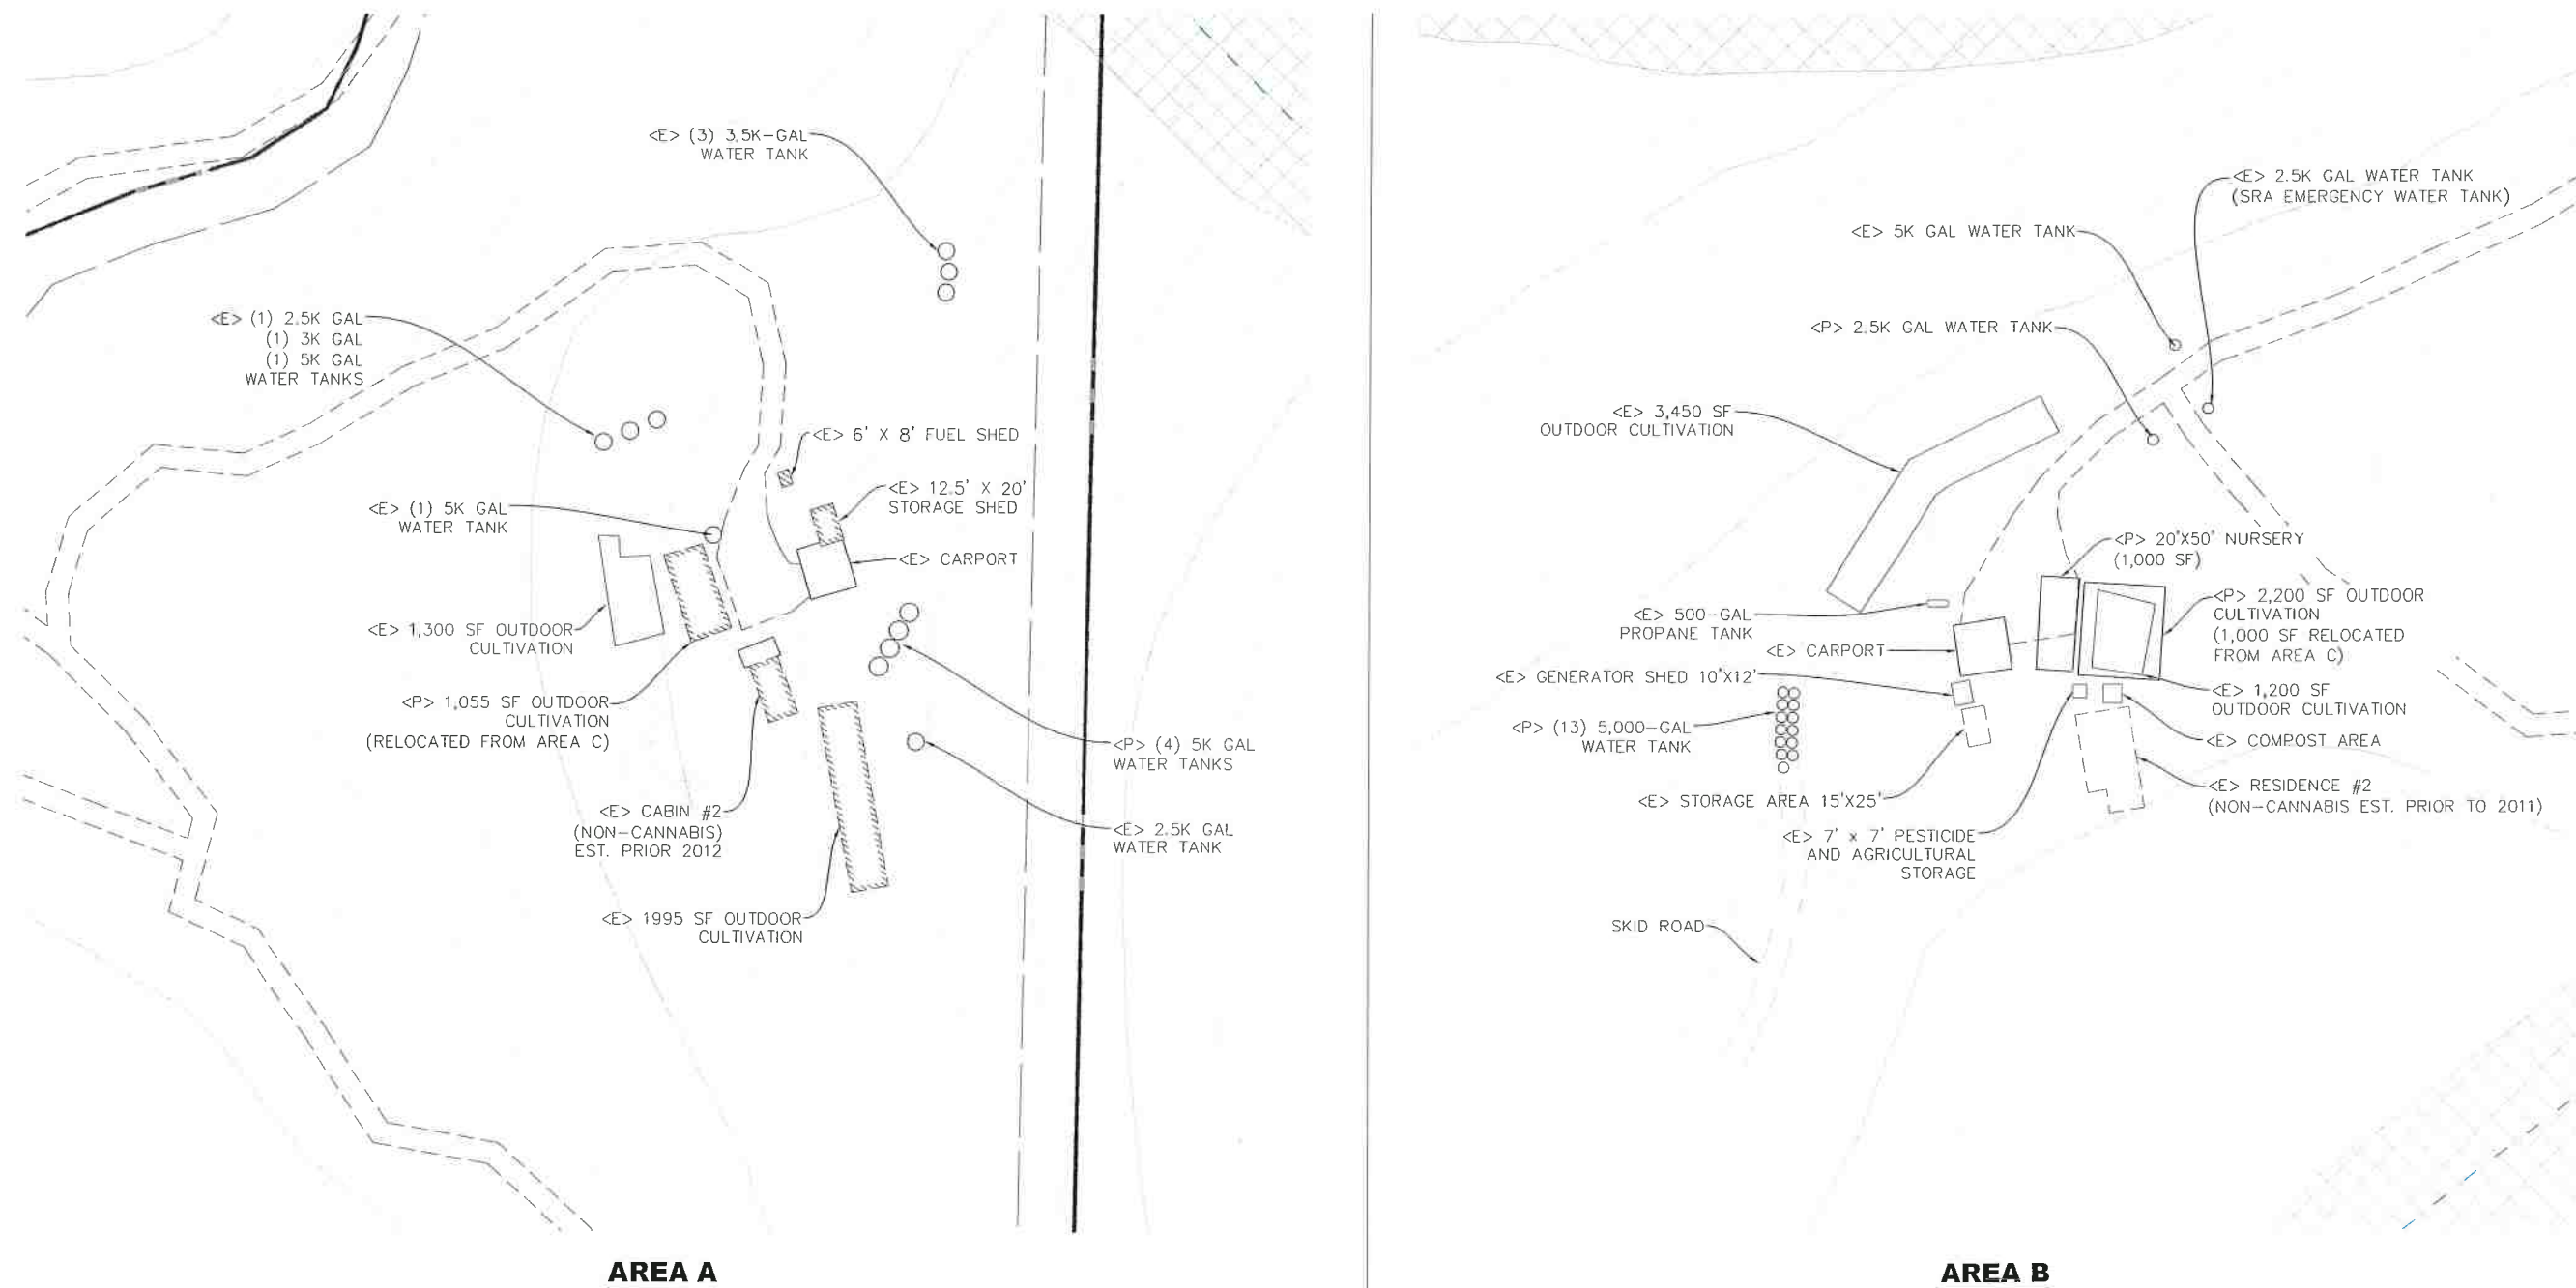 <E> (3) 3.5K-GAL
WATER TANK
<E> (1) 2.5K GAL
(1) 3K GAL
(1) 5K GAL
WATER TANKS
<E> 6' X 8' FUEL SHED
<E> 12.5' X 20'
STORAGE SHED
<E> (1) 5K GAL
WATER TANK
<E> CARPORT
<E> 1,300 SF OUTDOOR
CULTIVATION
<P> 1,055 SF OUTDOOR
CULTIVATION
(RELOCATED FROM AREA C)
<P> (4) 5K GAL
WATER TANKS
<E> CABIN #2
(NON-CANNABIS)
EST. PRIOR 2012
<E> 2.5K GAL
WATER TANK
<E> 1995 SF OUTDOOR
CULTIVATION
AREA A
<E> 2.5K GAL WATER TANK
(SRA EMERGENCY WATER TANK)
<E> 5K GAL WATER TANK
<P> 2.5K GAL WATER TANK
<E> 3,450 SF
OUTDOOR CULTIVATION
<P> 20'X50' NURSERY
(1,000 SF)
<P> 2,200 SF OUTDOOR
CULTIVATION
(1,000 SF RELOCATED
FROM AREA C)
<E> 500-GAL
PROPANE TANK
<E> CARPORT
<E> GENERATOR SHED 10'X12'
<E> 1,200 SF
OUTDOOR CULTIVATION
<P> (13) 5,000-GAL
WATER TANK
<E> COMPOST AREA
<E> RESIDENCE #2
(NON-CANNABIS EST. PRIOR TO 2011)
<E> STORAGE AREA 15'X25'
<E> 7' x 7' PESTICIDE
AND AGRICULTURAL
STORAGE
SKID ROAD
AREA B